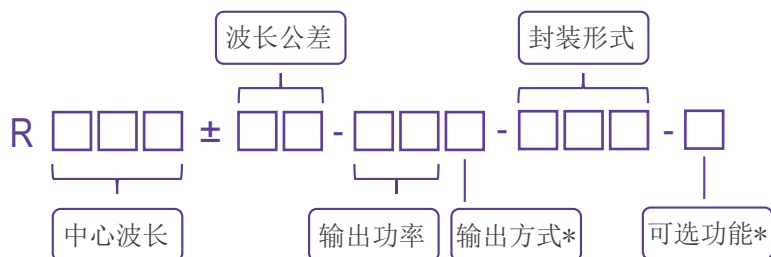 波长公差 封装形式
R □□□ ± □□ - □□□ - □□□ - □
中心波长 输出功率 输出方式* 可选功能*